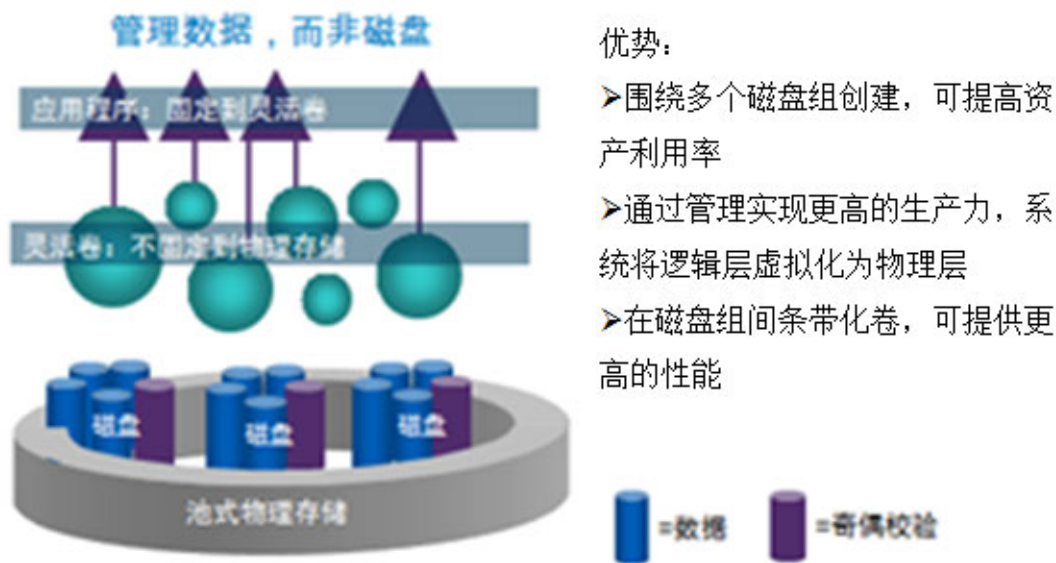 管理数据，而非磁盘
应用程序：固定到灵活卷
灵活卷：不固定到物理存储
磁盘
磁盘
磁盘
池式物理存储
优势：
➤围绕多个磁盘组创建，可提高资
产利用率
➤通过管理实现更高的生产力，系
统将逻辑层虚拟化为物理层
➤在磁盘组间条带化卷，可提供更
高的性能
=数据
=奇偶校验